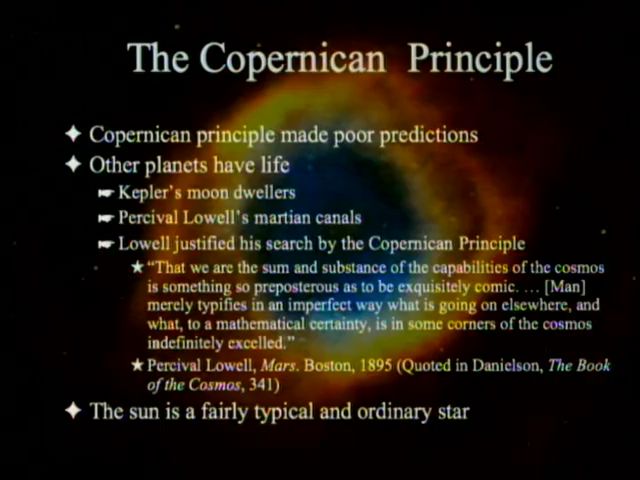 The Copernican Principle
Copernican principle made poor predictions
Other planets have life
Kepler's moon dwellers
Percival Lowell's martian canals
Lowell justified his search by the Copernican Principle
"That we are the sum and substance of the capabilities of the cosmos
is something so preposterous as to be exquisitely comic. … [Man]
merely typifies in an imperfect way what is going on elsewhere, and
what, to a mathematical certainty, is in some corners of the cosmos
indefinitely excelled."
Percival Lowell, Mars. Boston, 1895 (Quoted in Danielson, The Book
of the Cosmos, 341)
The sun is a fairly typical and ordinary star